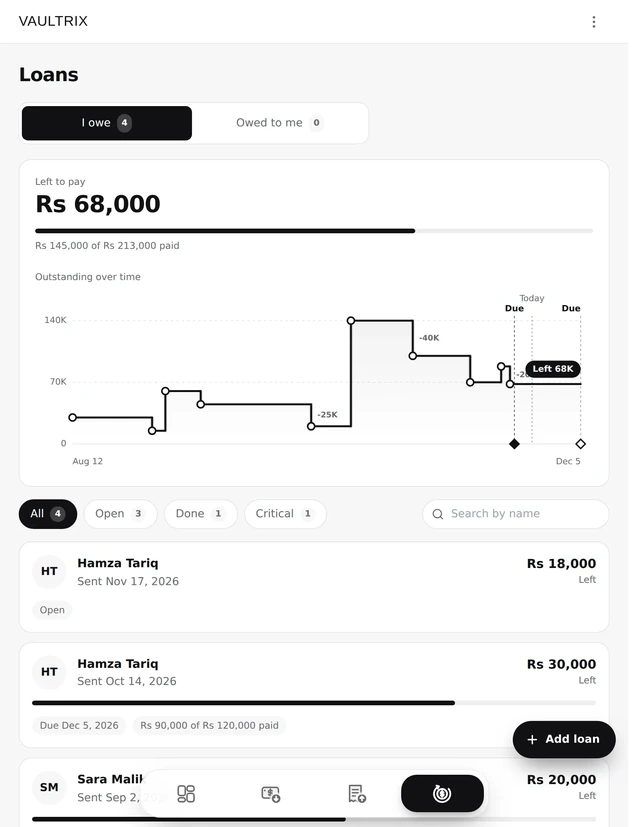 VAULTRIX
Loans
I owe 4 Owed to me 0
Left to pay
Rs 68,000
Rs 145,000 of Rs 213,000 paid
Outstanding over time
Today
Due Due
140K
-40K
Left 68K
70K
-25K
0
Aug 12 Dec 5
All 4 Open 3 Done 1 Critical 1 Search by name
HT Hamza Tariq Rs 18,000
Sent Nov 17, 2026 Left
Open
HT Hamza Tariq Rs 30,000
Sent Oct 14, 2026 Left
Due Dec 5, 2026 Rs 90,000 of Rs 120,000 paid
+ Add loan
SM Sara Rs 20,000
Sent Sep 2, Left